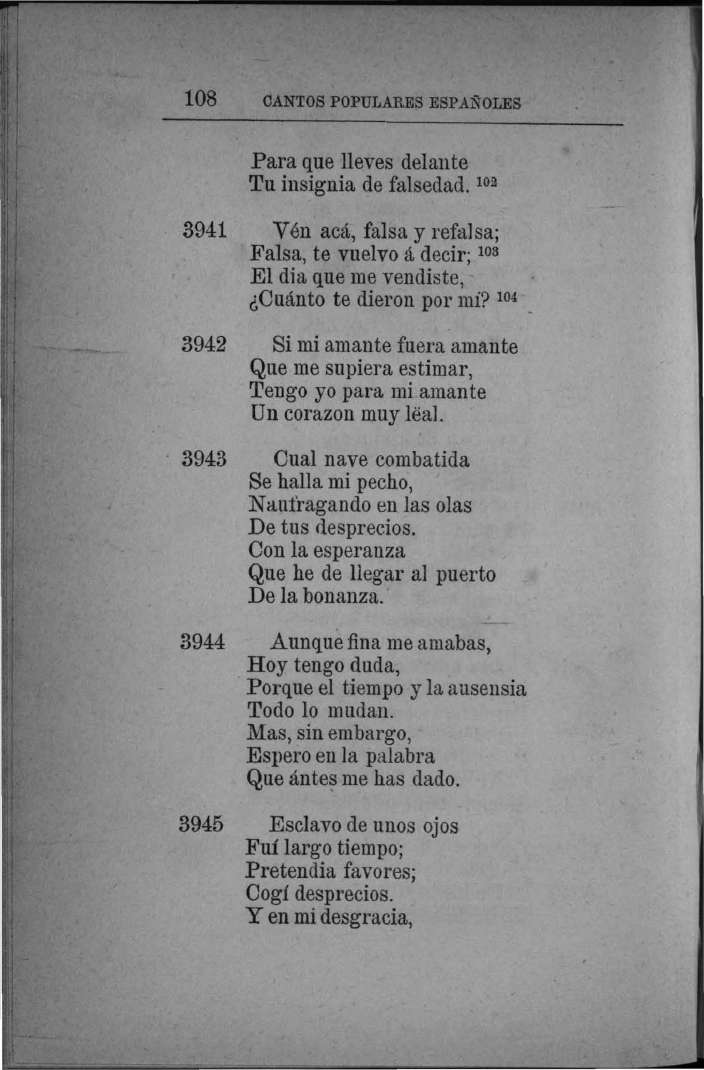 108 CANTOS POPULARES ESPAÑOLES
Para que lleves delante
Tu insignia de falsedad. 102
3941 Vén acá, falsa y refalsa;
Falsa, te vuelvo á decir; 103
El dia que me vendiste,
¿Cuánto te dieron por mí? 104
3942 Si mi amante fuera amante
Que me supiera estimar,
Tengo yo para mi amante
Un corazon muy lëal.
3943 Cual nave combatida
Se halla mi pecho,
Naufragando en las olas
De tus desprecios.
Con la esperanza
Que he de llegar al puerto
De la bonanza.
3944 Aunque fina me amabas,
Hoy tengo duda,
Porque el tiempo y la ausensia
Todo lo mudan.
Mas, sin embargo,
Espero en la palabra
Que ántes me has dado.
3945 Esclavo de unos ojos
Fuí largo tiempo;
Pretendia favores;
Cogí desprecios.
Y en mi desgracia,